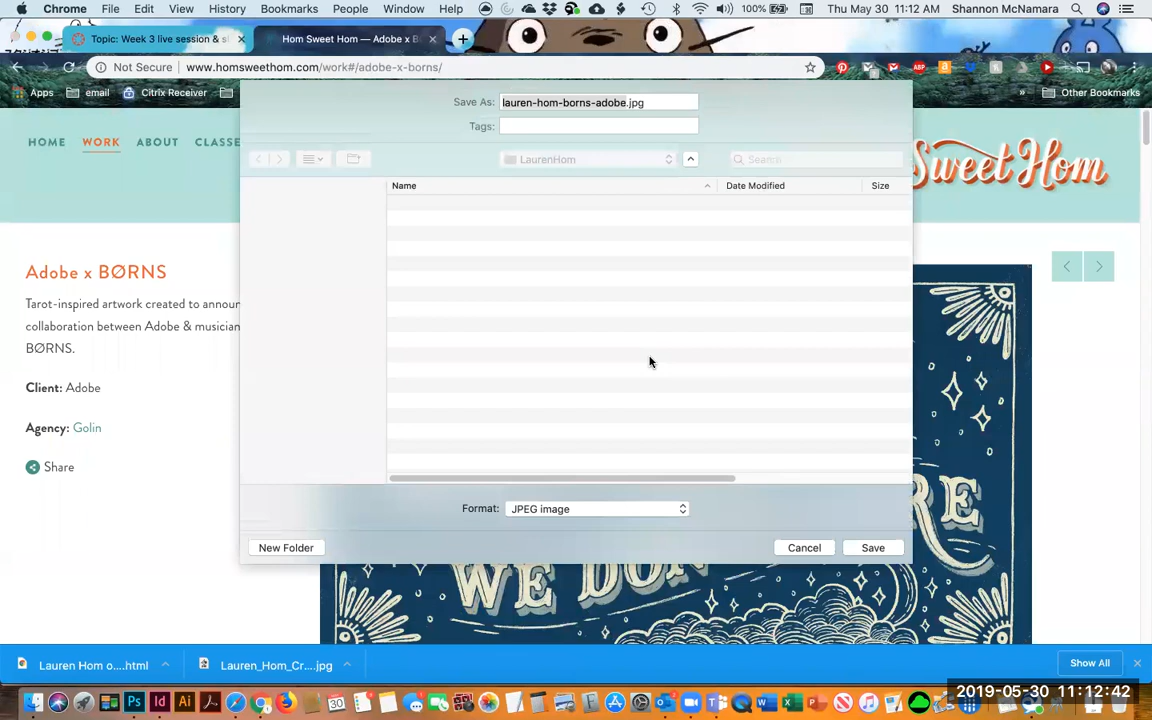 Chrome File Edit View History Bookmarks People Window Help 100% Thu May 30 11:12 AM Shannon McNamara
Topic: Week 3 live session & s
Hom Sweet Hom — Adobe x B
Not Secure www.homsweethom.com/work#/adobe-x-borns/
Apps email Citrix Receiver » Other Bookmarks
Save As: lauren-hom-borns-adobe.jpg
Tags:
HOME WORK ABOUT CLASSE
LaurenHom Search
Sweet Hom
Name Date Modified Size
Adobe x BØRNS
Tarot-inspired artwork created to annou
collaboration between Adobe & musician
BØRNS.
Client: Adobe
Agency: Golin
Share
Format: JPEG image
New Folder Cancel Save
WE DON
RE
Lauren Hom o....html Lauren_Hom_Cr....jpg Show All
2019-05-30 11:12:42